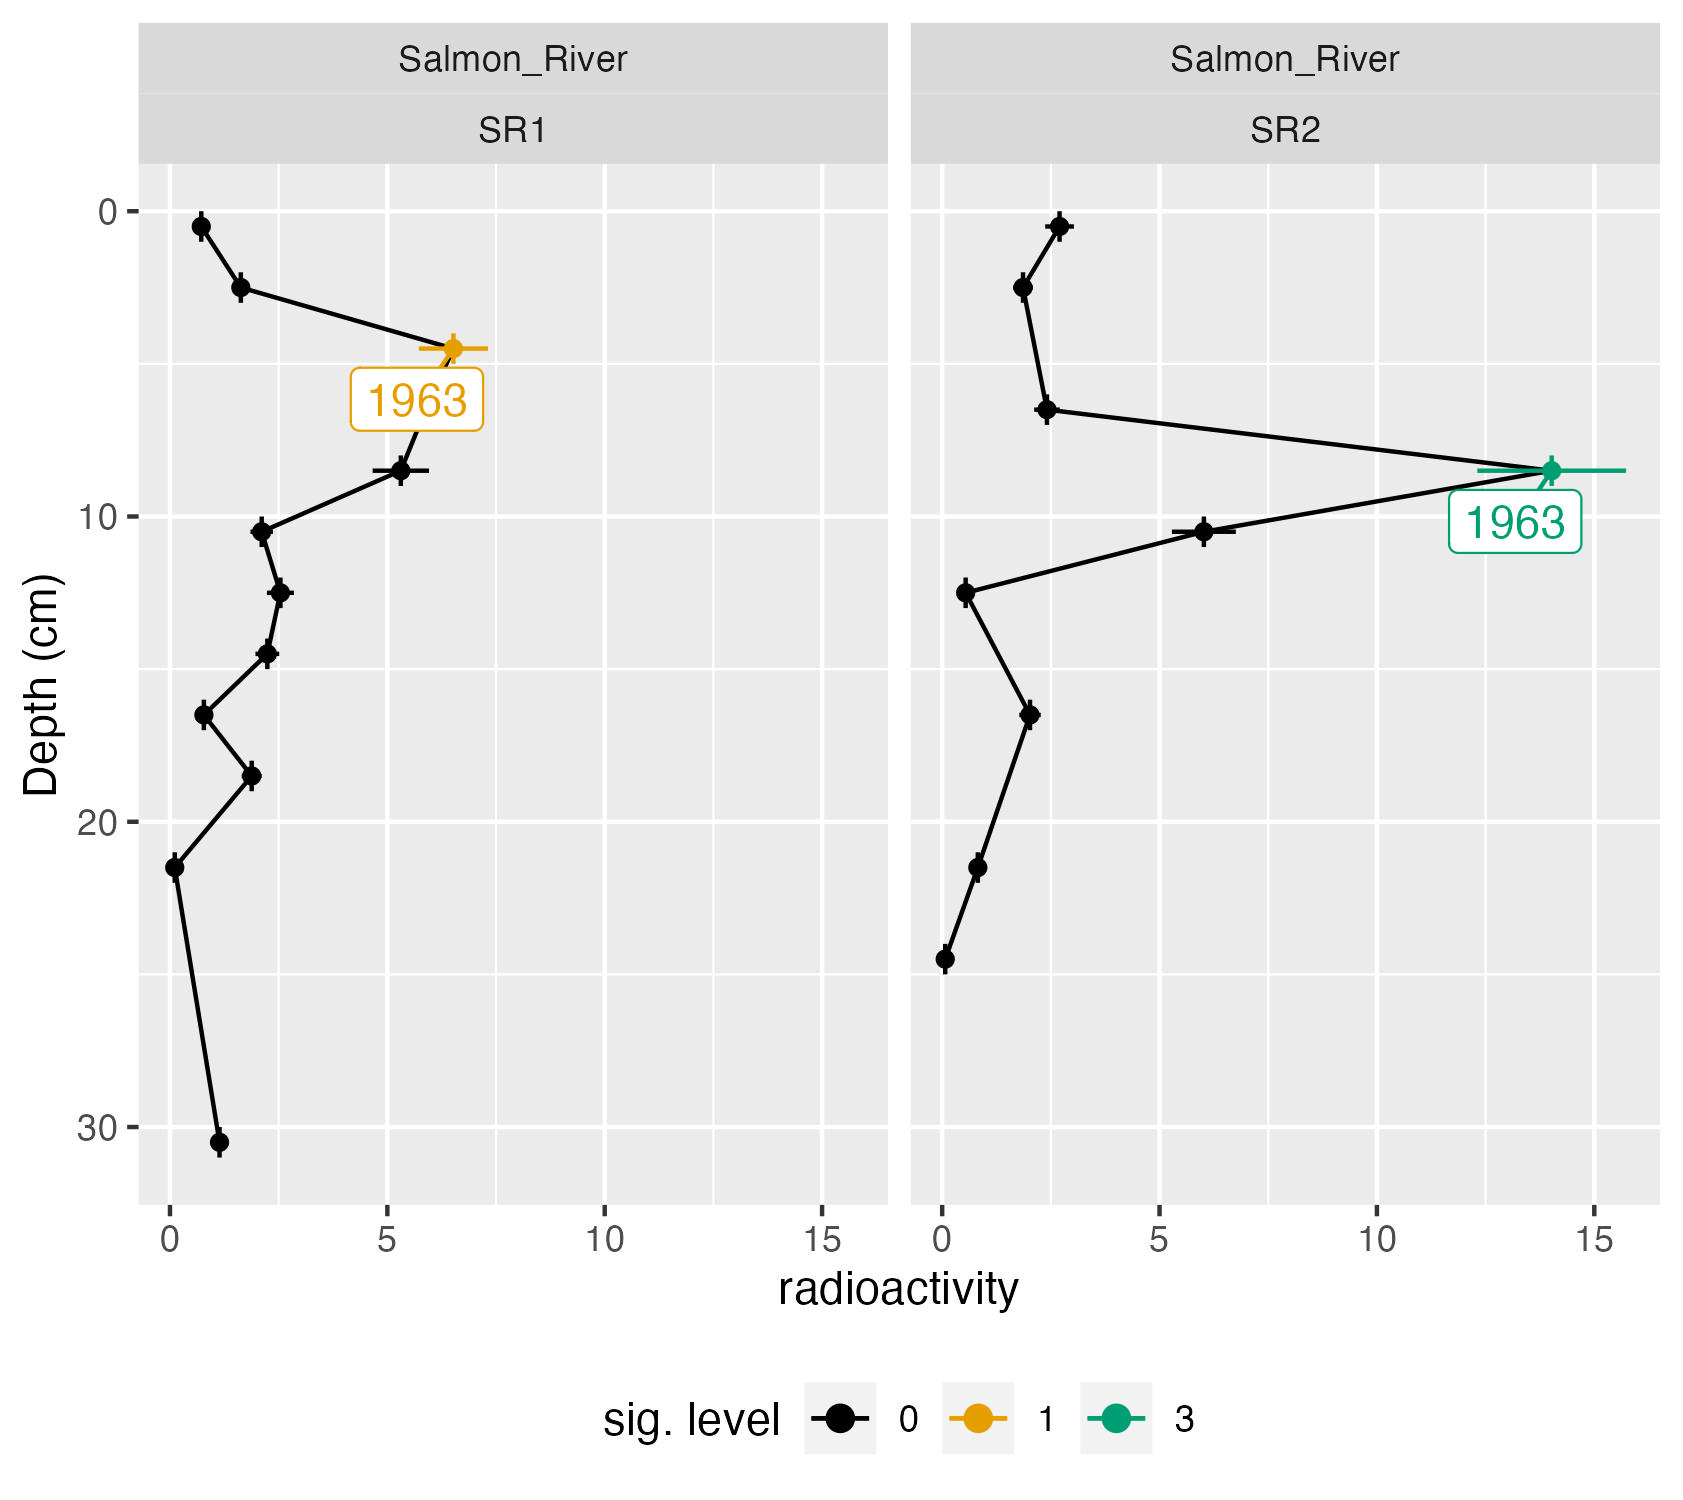 Salmon_River Salmon_River
SR1 SR2
0
10
20
30
Depth (cm)
1963
1963
0 5 10 15 0 5 10 15
radioactivity
sig. level 0 1 3